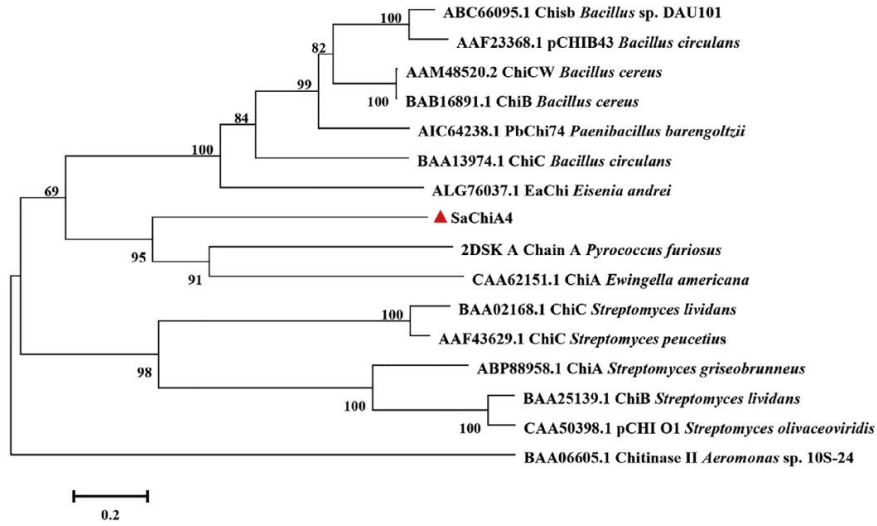 ABC66095.1 Chisb Bacillus sp. DAU101
100
AAF23368.1 pCHIB43 Bacillus circulans
82
AAM48520.2 ChiCW Bacillus cereus
99
100
BAB16891.1 ChiB Bacillus cereus
84
AIC64238.1 PbChi74 Paenibacillus barengoltzii
100
BAA13974.1 ChiC Bacillus circulans
69
ALG76037.1 EaChi Eisenia andrei
SaChiA4
95
2DSK A Chain A Pyrococcus furiosus
91
CAA62151.1 ChiA Ewingella americana
BAA02168.1 ChiC Streptomyces lividans
100
AAF43629.1 ChiC Streptomyces peucetius
98
ABP88958.1 ChiA Streptomyces griseobrunneus
100
BAA25139.1 ChiB Streptomyces lividans
100
CAA50398.1 pCHI O1 Streptomyces olivaceoviridis
BAA06605.1 Chitinase II Aeromonas sp. 10S-24
0.2